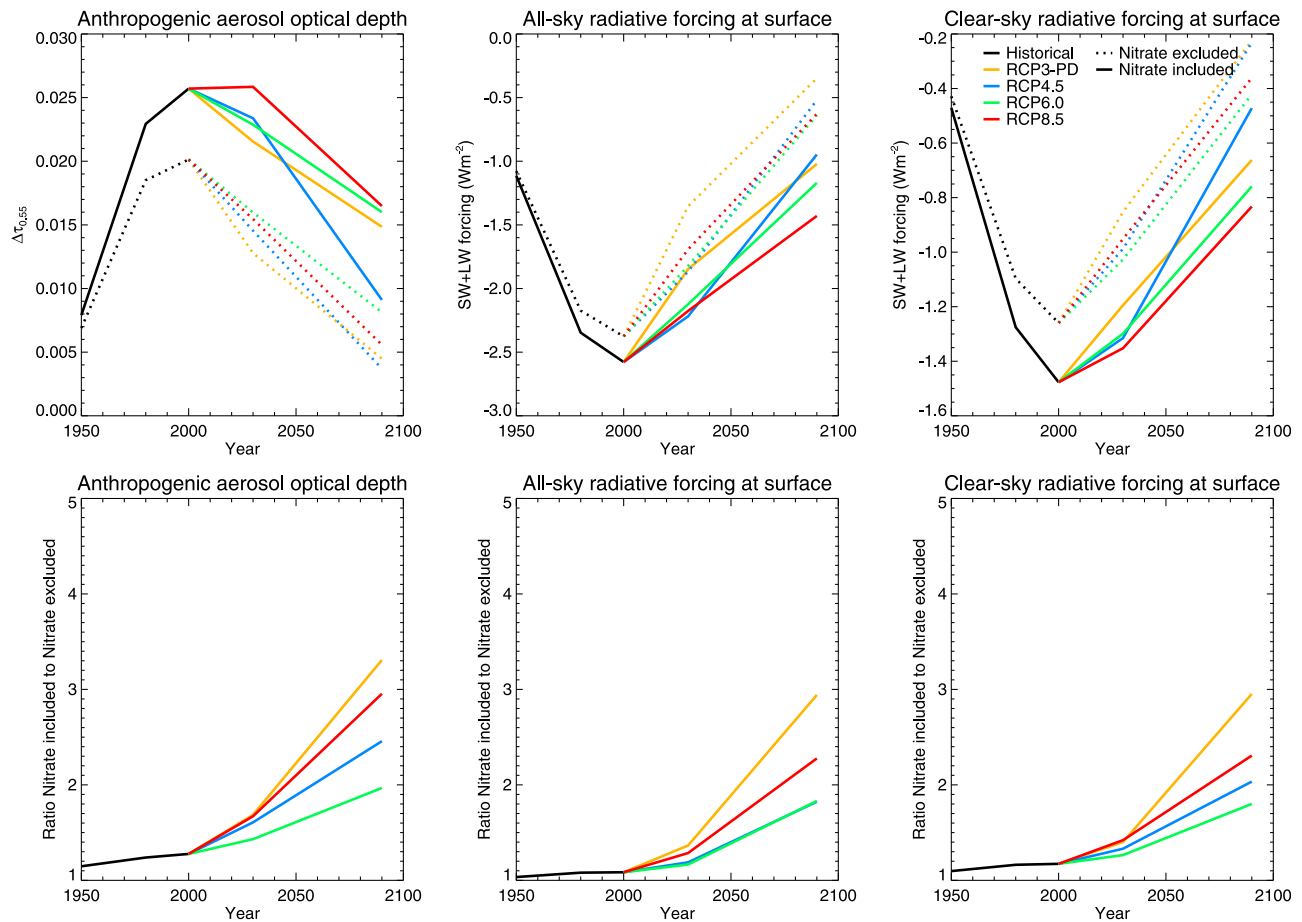 Anthropogenic aerosol optical depth
0.030
0.025
0.020
0.015
0.010
0.005
0.000
Δτ0.55
1950
2000
2050
2100
Year
All-sky radiative forcing at surface
0.0
-0.5
-1.0
-1.5
-2.0
-2.5
-3.0
SW+LW forcing (Wm-2)
1950
2000
2050
2100
Year
Clear-sky radiative forcing at surface
-0.2
-0.4
-0.6
-0.8
-1.0
-1.2
-1.4
-1.6
SW+LW forcing (Wm-2)
Historical
RCP3-PD
RCP4.5
RCP6.0
RCP8.5
Nitrate excluded
Nitrate included
1950
2000
2050
2100
Year
Anthropogenic aerosol optical depth
5
4
3
2
1
Ratio Nitrate included to Nitrate excluded
1950
2000
2050
2100
Year
All-sky radiative forcing at surface
5
4
3
2
1
Ratio Nitrate included to Nitrate excluded
1950
2000
2050
2100
Year
Clear-sky radiative forcing at surface
5
4
3
2
1
Ratio Nitrate included to Nitrate excluded
1950
2000
2050
2100
Year